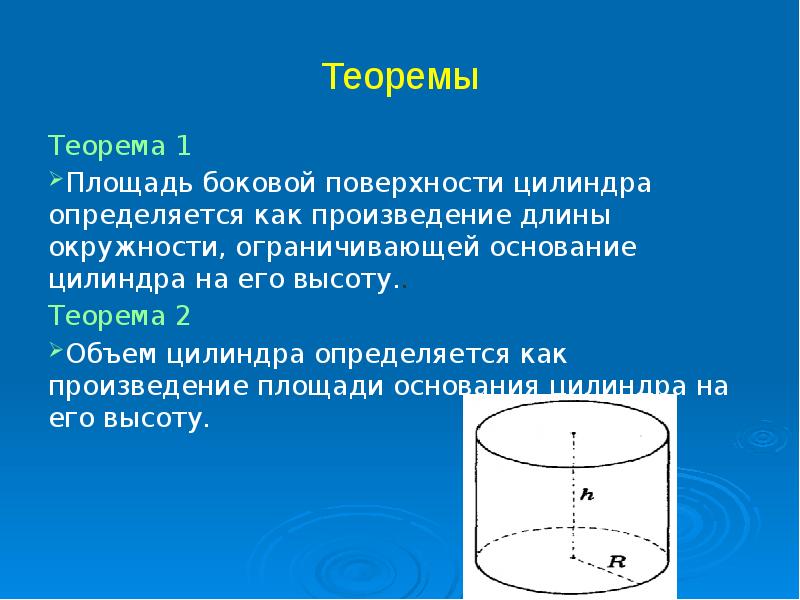 Теоремы
Теорема 1
Площадь боковой поверхности цилиндра
определяется как произведение длины
окружности, ограничивающей основание
цилиндра на его высоту..
Теорема 2
Объем цилиндра определяется как
произведение площади основания цилиндра на
его высоту.
h
R